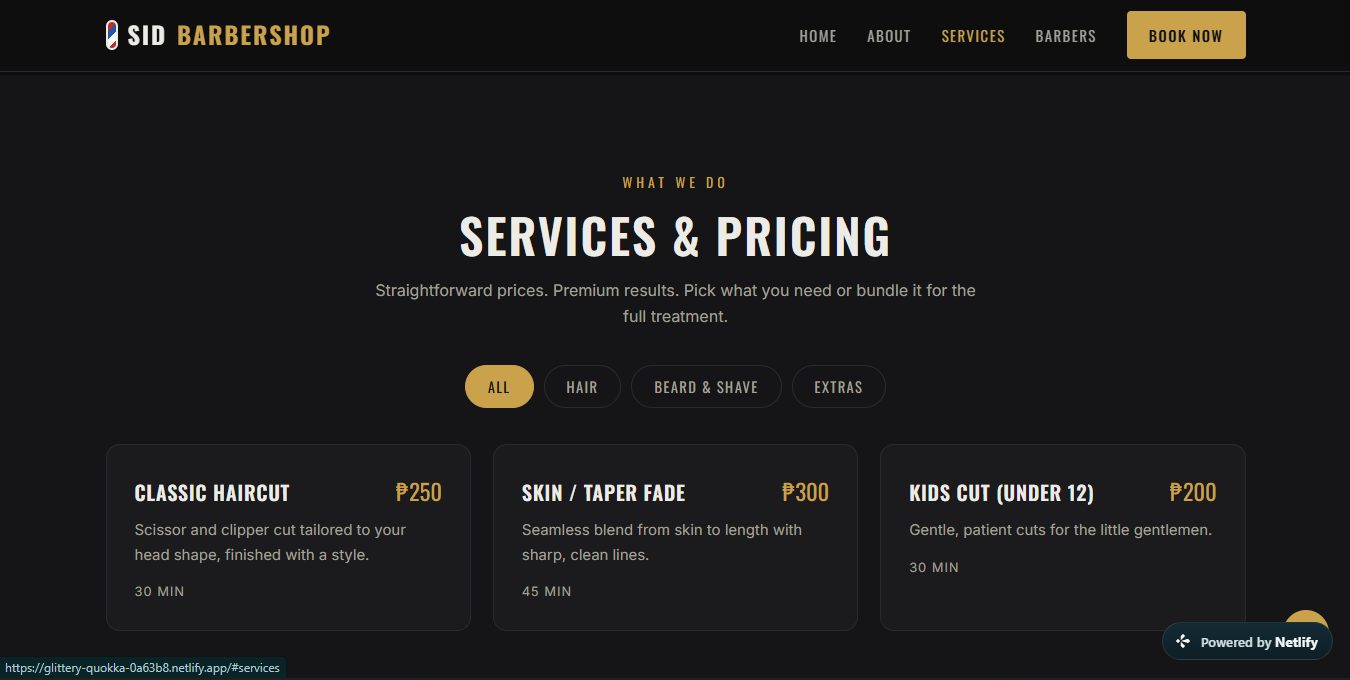 SID BARBERSHOP
HOME
ABOUT
SERVICES
BARBERS
BOOK NOW
WHAT WE DO
SERVICES & PRICING
Straightforward prices. Premium results. Pick what you need or bundle it for the
full treatment.
ALL
HAIR
BEARD & SHAVE
EXTRAS
CLASSIC HAIRCUT
₱250
Scissor and clipper cut tailored to your
head shape, finished with a style.
30 MIN
SKIN / TAPER FADE
₱300
Seamless blend from skin to length with
sharp, clean lines.
45 MIN
KIDS CUT (UNDER 12)
₱200
Gentle, patient cuts for the little gentlemen.
30 MIN
Powered by Netlify
https://glittery-quokka-0a63b8.netlify.app/#services